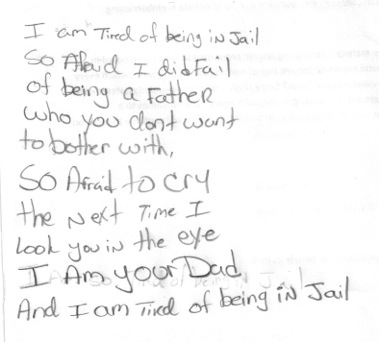 I am Tired of being iN Jail
So Afraid I did Fail
of being a FatheR
who you dont want
to bother with,
So Afraid to cry
the Next Time I
Look you in the eye
I Am your Dad,
And I am Tired of being iN Jail